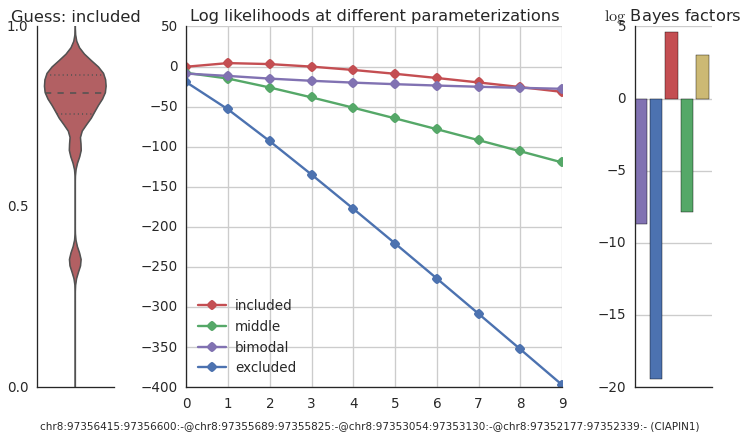 Guess: included
Log likelihoods at different parameterizations
log Bayes factors
1.0
0.5
0.0
50
0
−50
−100
−150
−200
−250
−300
−350
−400
included
middle
bimodal
excluded
0 1 2 3 4 5 6 7 8 9
5
0
−5
−10
−15
−20
chr8:97356415:97356600:-@chr8:97355689:97355825:-@chr8:97353054:97353130:-@chr8:97352177:97352339:- (CIAPIN1)